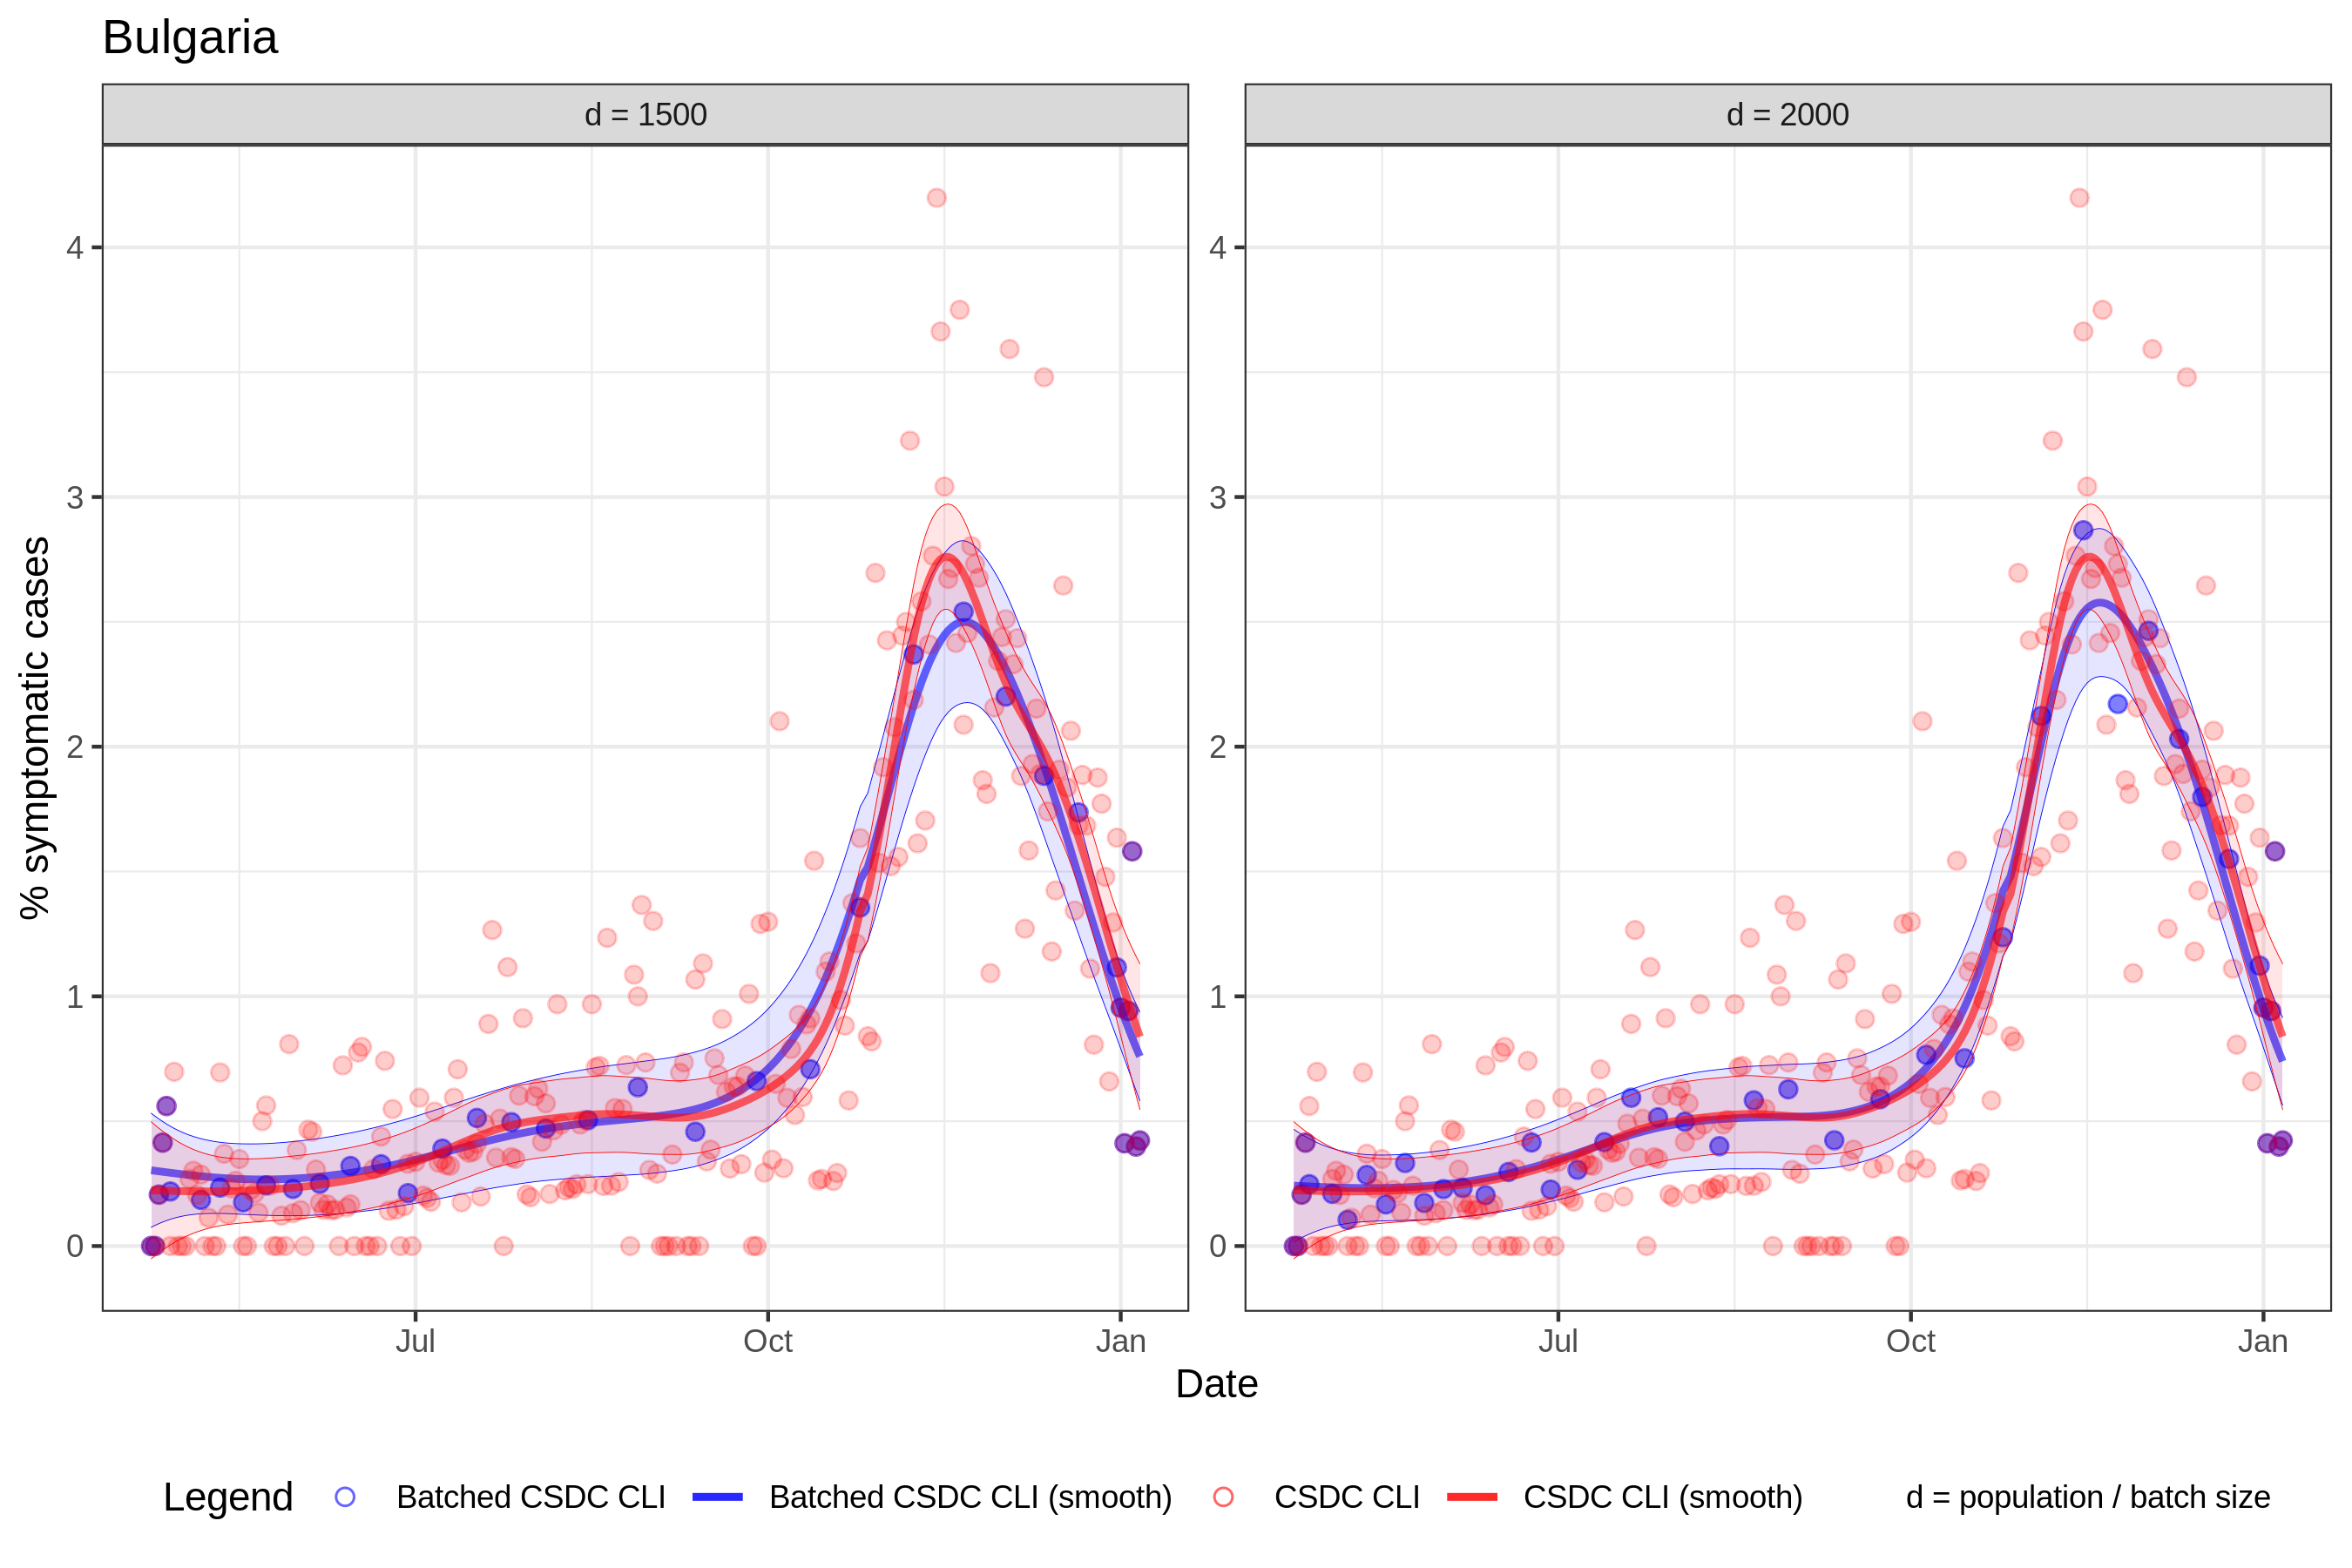 Bulgaria
d = 1500
d = 2000
% symptomatic cases
4
3
2
1
0
4
3
2
1
0
Jul Oct Jan
Jul Oct Jan
Date
Legend Batched CSDC CLI Batched CSDC CLI (smooth) CSDC CLI CSDC CLI (smooth) d = population / batch size